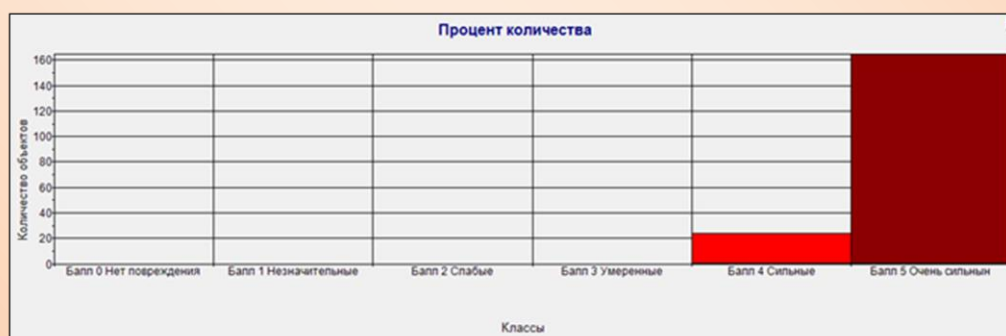 Процент количества
Количество объектов
160
140
120
100
80
60
40
20
0
Балл 0 Нет повреждения Балл 1 Незначительные Балл 2 Слабые Балл 3 Умеренные Балл 4 Сильные Балл 5 Очень сильнын
Классы